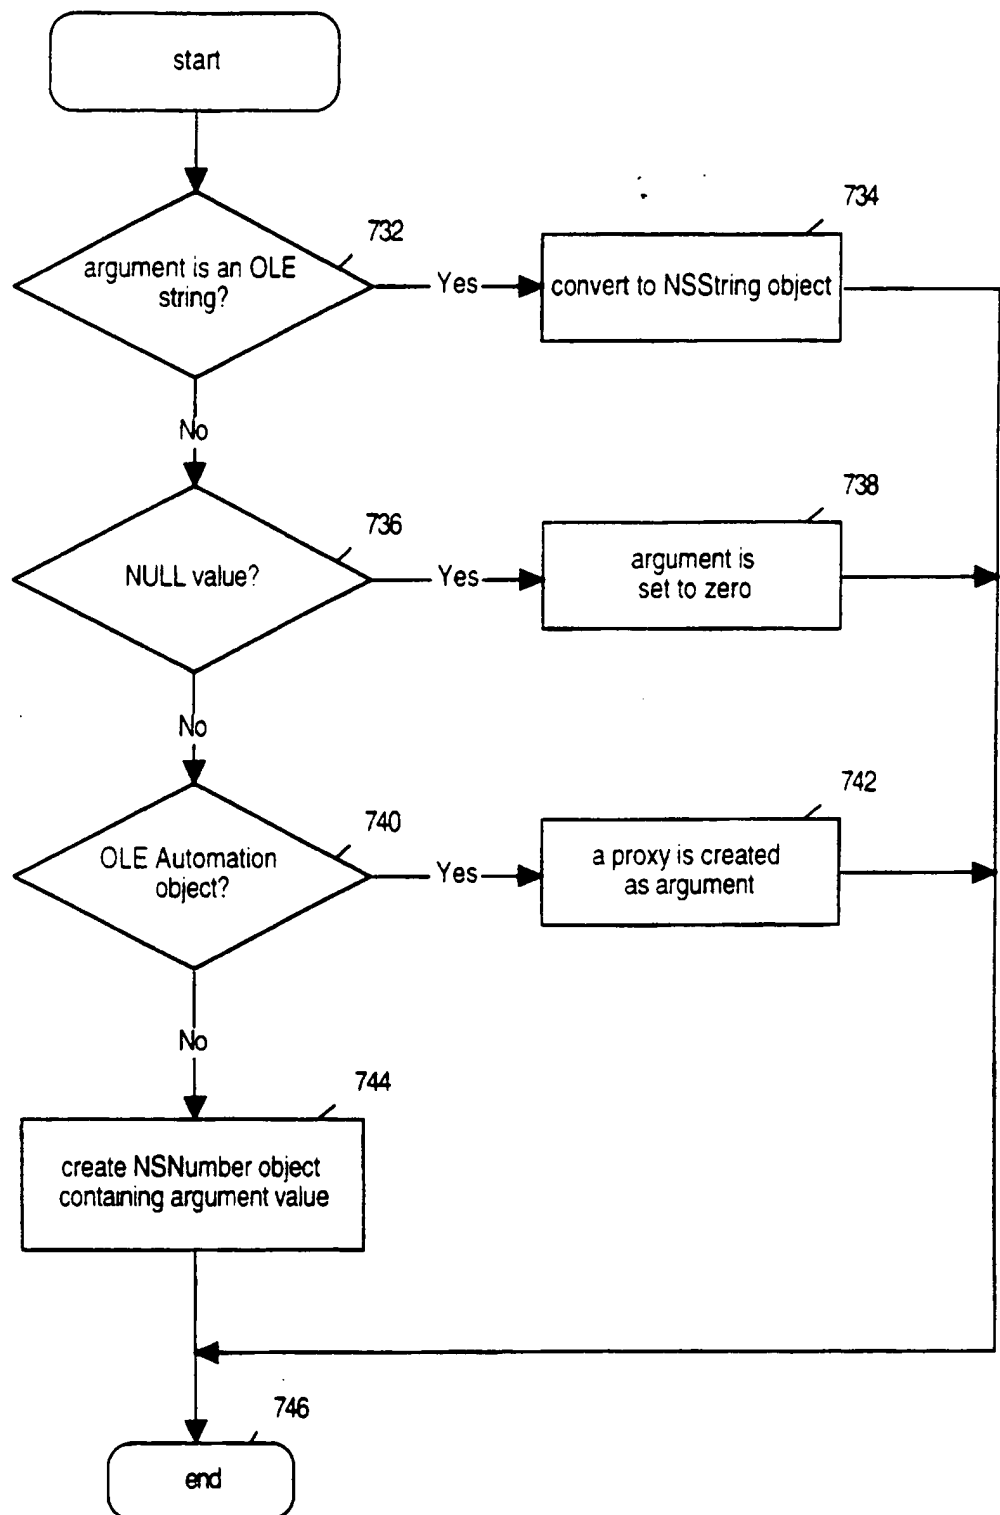 start
732
argument is an OLE
string?
Yes
734
convert to NSString object
No
736
NULL value?
Yes
738
argument is
set to zero
No
740
OLE Automation
object?
Yes
742
a proxy is created
as argument
No
744
create NSNumber object
containing argument value
746
end